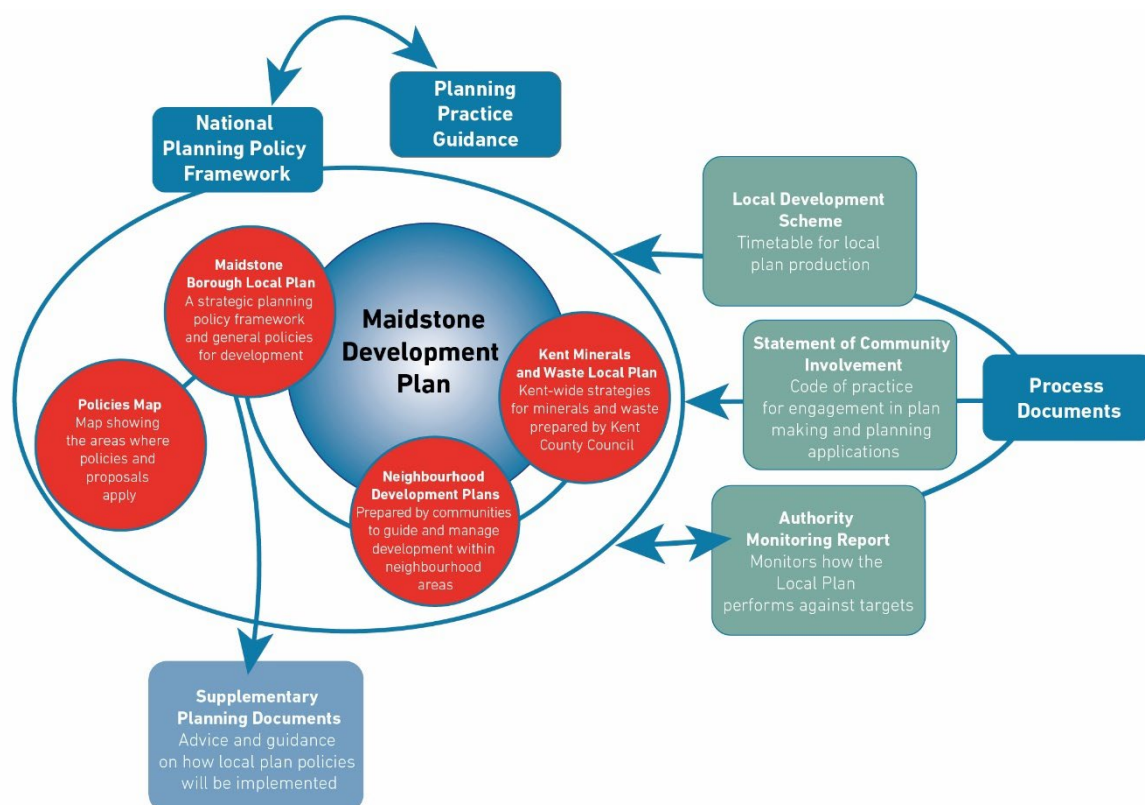 National
Planning Policy
Framework
Planning
Practice
Guidance
Maidstone
Borough Local Plan
A strategic planning
policy framework
and general policies
for development
Maidstone
Development
Plan
Policies Map
Map showing
the areas where
policies and
proposals
apply
Kent Minerals
and Waste Local Plan
Kent-wide strategies
for minerals and waste
prepared by Kent
County Council
Neighbourhood
Development Plans
Prepared by communities
to guide and manage
development within
neighbourhood
areas
Supplementary
Planning Documents
Advice and guidance
on how local plan policies
will be implemented
Local Development
Scheme
Timetable for local
plan production
Statement of Community
Involvement
Code of practice
for engagement in plan
making and planning
applications
Authority
Monitoring Report
Monitors how the
Local Plan
performs against targets
Process
Documents